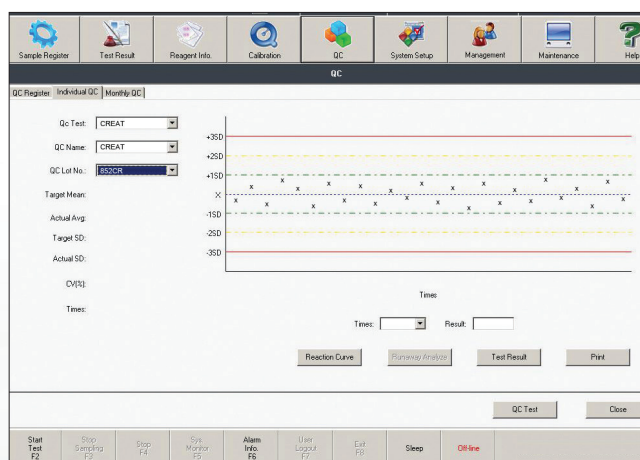 Sample Register Test Result Reagent Info. Calibration QC System Setup Management Maintenance Help
QC
QC Register Individual QC Monthly QC
Qc Test: CREAT
QC Name: CREAT
QC Lot No.: 852CR
Target Mean:
Actual Avg:
Target SD:
Actual SD:
CV(%):
Times:
+3SD
+2SD
+1SD
X
-1SD
-2SD
-3SD
Times
Times: Result:
Reaction Curve Runaway Analyze Test Result Print
QC Test Close
Start Test F2 Stop Sampling F3 Stop F4 Sys. Monitor F5 Alarm Info. F6 User Logout F7 Exit F8 Sleep Off-line